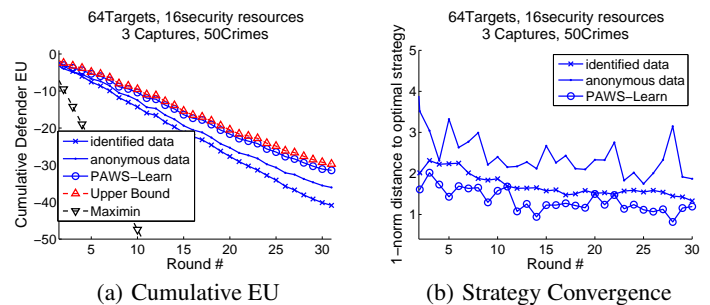 64Targets, 16security resources
3 Captures, 50Crimes
Cumulative Defender EU
0
−10
−20
−30
−40
−50
identified data
anonymous data
PAWS−Learn
Upper Bound
Maximin
5 10 15 20 25 30
Round #
(a) Cumulative EU
64Targets, 16security resources
3 Captures, 50Crimes
1−norm distance to optimal strategy
5
4
3
2
1
identified data
anonymous data
PAWS−Learn
0 5 10 15 20 25 30
Round #
(b) Strategy Convergence